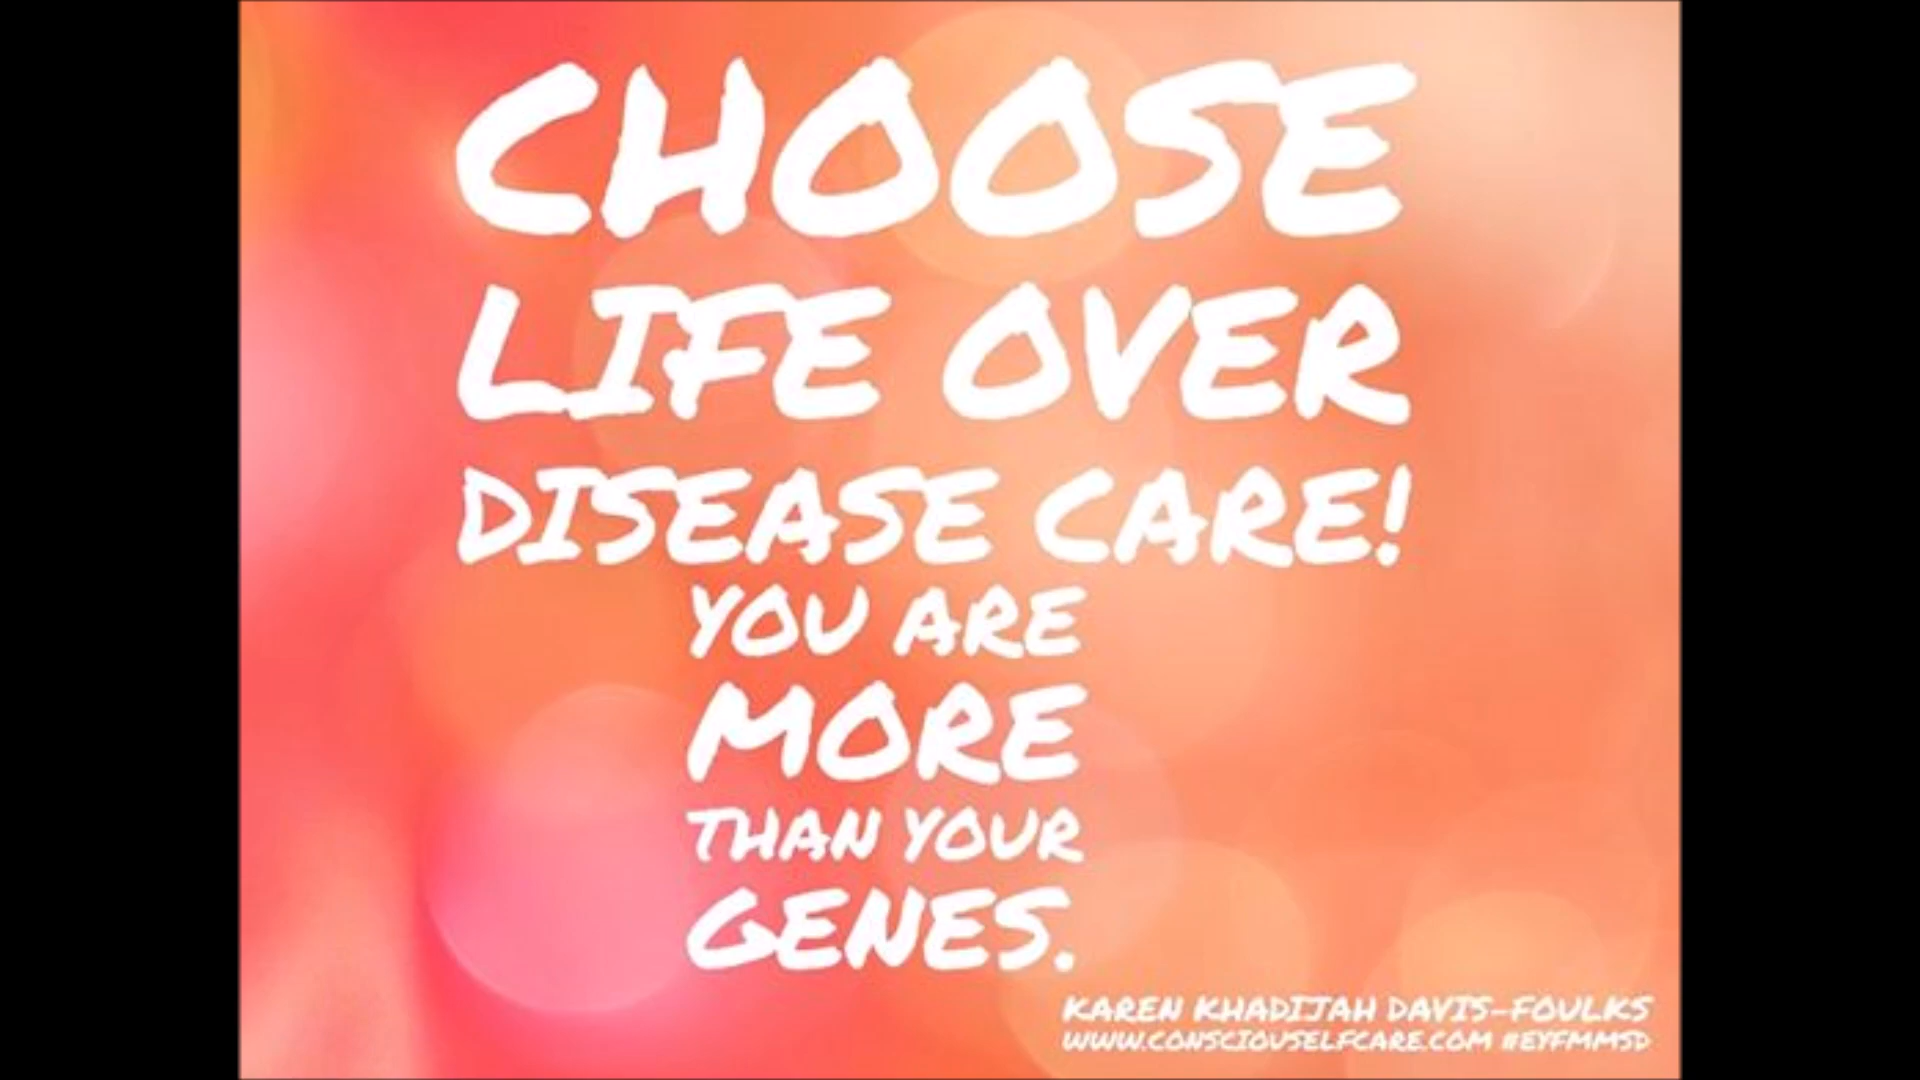 CHOOSE
LIFE OVER
DISEASE CARE!
YOU ARE
MORE
THAN YOUR
GENES.
KAREN KHADIJAH DAVIS-FOULKS
WWW.CONSCIOUSELFCARE.COM #EYFMMSD